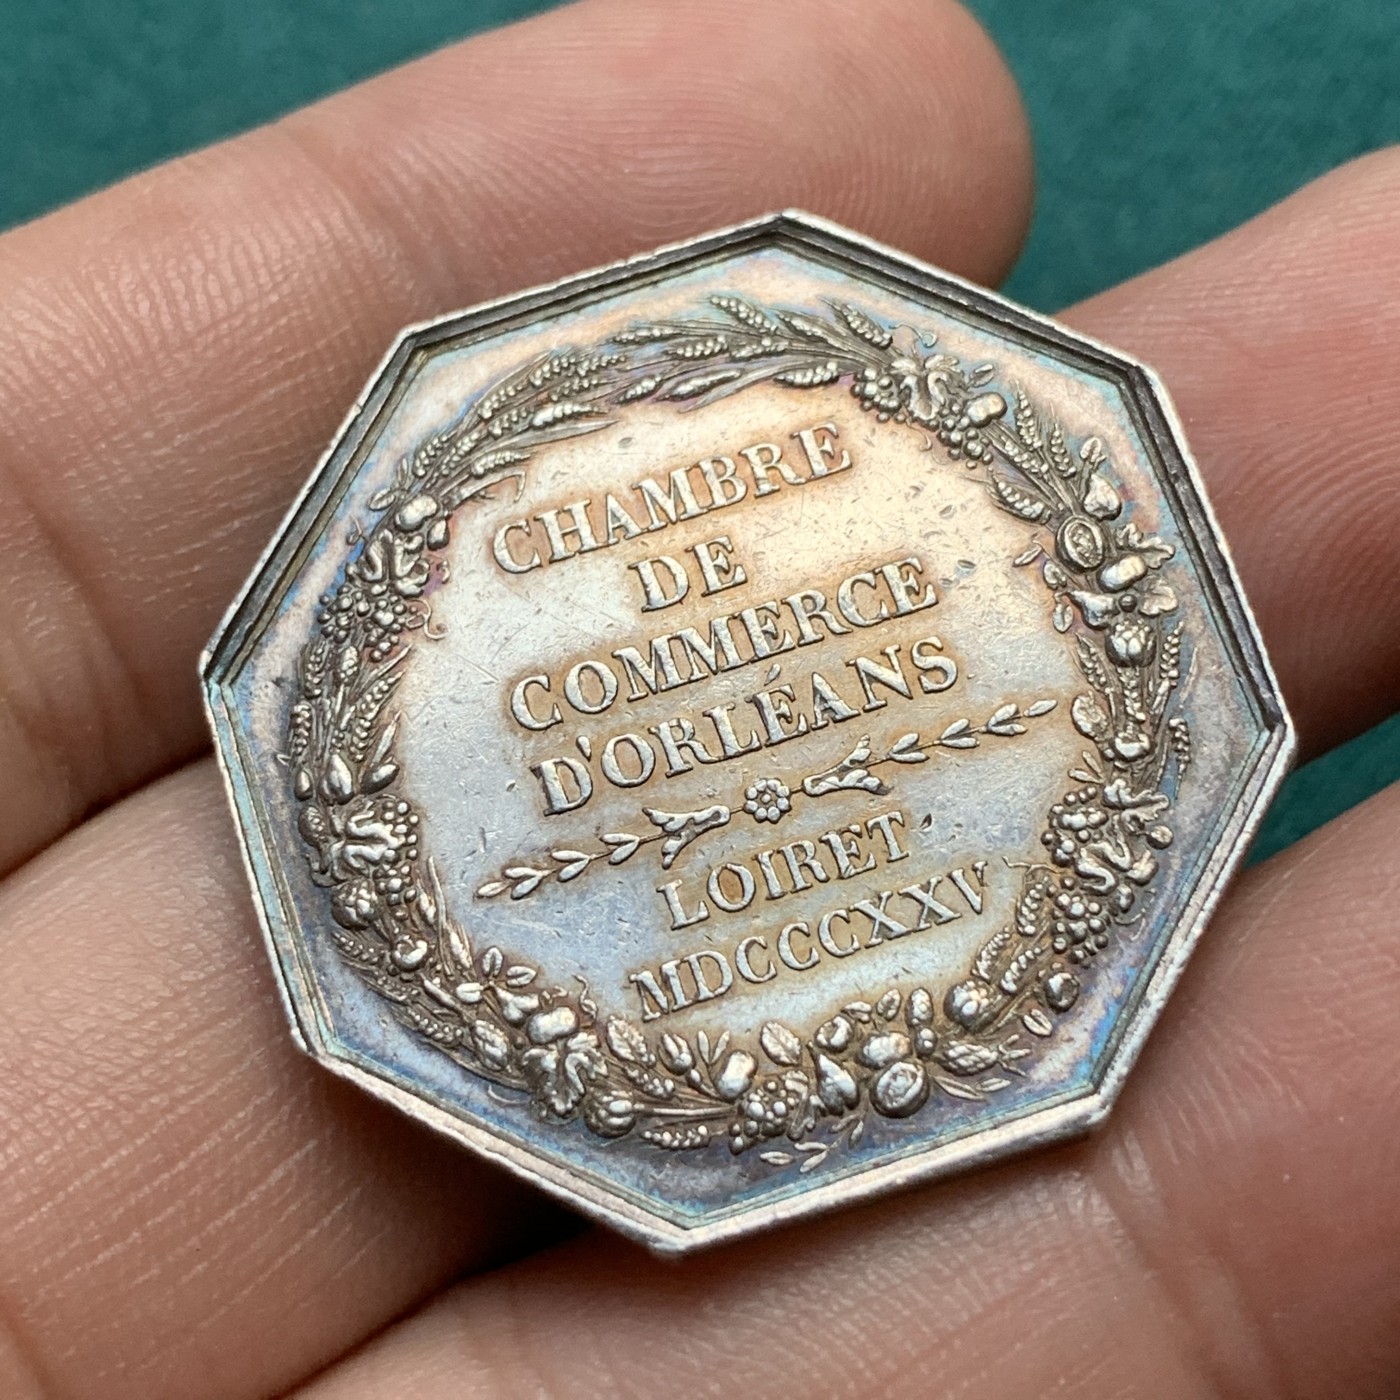 CHAMBRE
DE
COMMERCE
D'ORLÉANS
LOIRET
MDCCCXXV